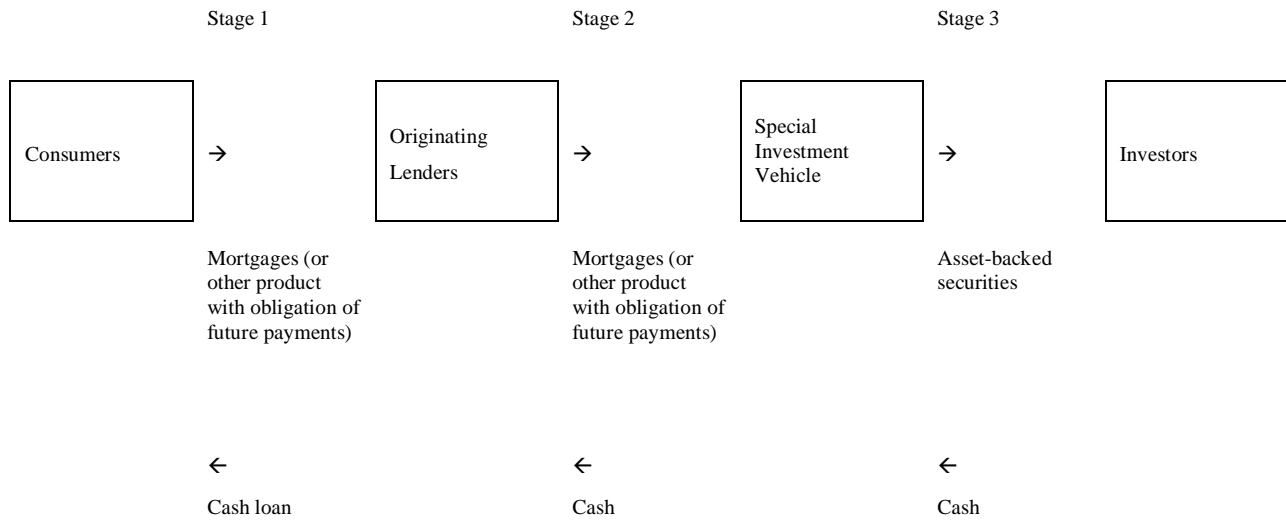 Stage 1
Stage 2
Stage 3
Consumers
→
Originating
Lenders
→
Special
Investment
Vehicle
→
Investors
Mortgages (or
other product
with obligation of
future payments)
Mortgages (or
other product
with obligation of
future payments)
Asset-backed
securities
←
←
←
Cash loan
Cash
Cash